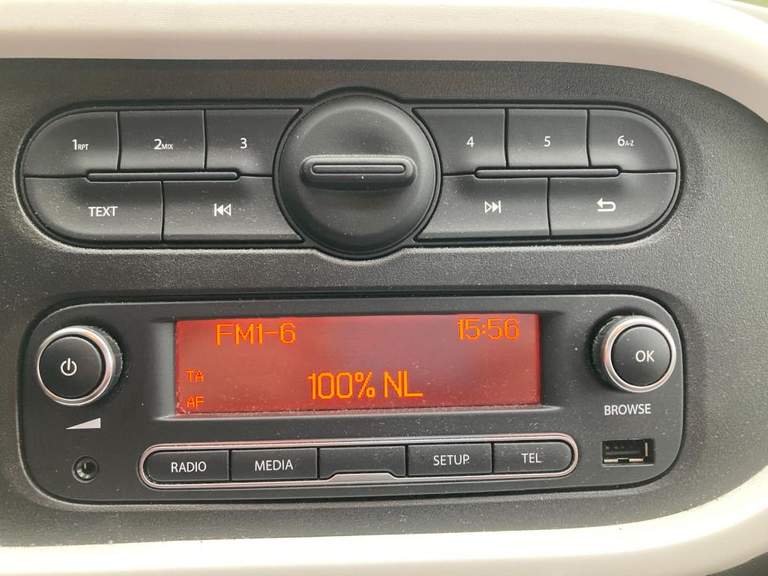 1RPT 2MIX 3 4 5 6A-Z
TEXT
FM1-6 15:56
TA
100% NL
AF
OK
BROWSE
RADIO MEDIA SETUP TEL